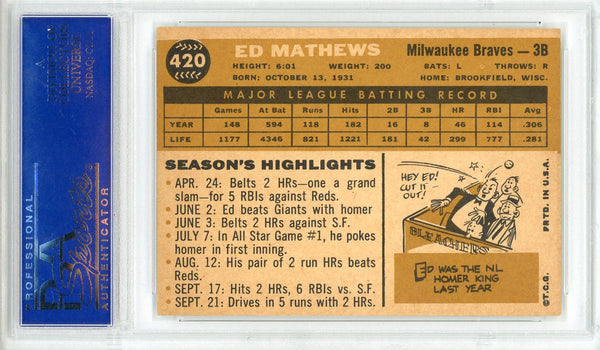 420
ED MATHEWS
Milwaukee Braves — 3B
HEIGHT: 6:01 WEIGHT: 200 BATS: L THROWS: R
BORN: OCTOBER 13, 1931 HOME: BROOKFIELD, WISC.
MAJOR LEAGUE BATTING RECORD
Games At Bat Runs Hits 2B 3B HR RBI Avg.
YEAR 148 594 118 182 16 8 46 114 .306
LIFE 1177 4346 821 1221 181 42 299 777 .281
SEASON'S HIGHLIGHTS
• APR. 24: Belts 2 HRs—one a grand
slam—for 5 RBIs against Reds.
• JUNE 2: Ed beats Giants with homer
• JUNE 3: Belts 2 HRs against S.F.
• JULY 7: In All Star Game #1, he pokes
homer in first inning.
• AUG. 12: His pair of 2 run HRs beats
Reds.
• SEPT. 17: Hits 2 HRs, 6 RBIs vs. S.F.
• SEPT. 21: Drives in 5 runs with 2 HRs.
HEY ED!
CUT IT
OUT!
BLEACHERS
ED WAS THE NL
HOMER KING
LAST YEAR
©T.C.G. PRTD. IN U.S.A.
PROFESSIONAL
PSA
Sports
AUTHENTICATOR
COLLECTORS
UNIVERSE
NASDAQ: CLCT